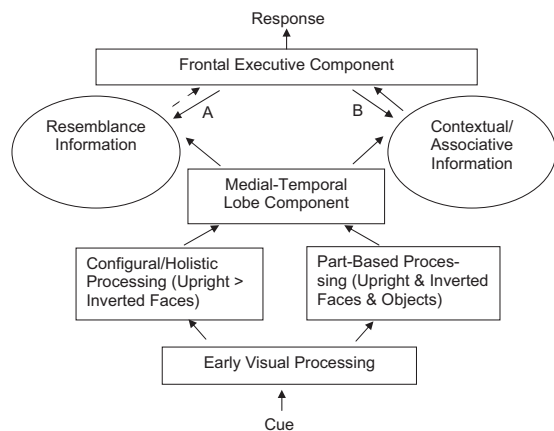 Response
Frontal Executive Component
A
B
Resemblance
Information
Contextual/
Associative
Information
Medial-Temporal
Lobe Component
Configural/Holistic
Processing (Upright >
Inverted Faces)
Part-Based Proces-
sing (Upright & Inverted
Faces & Objects)
Early Visual Processing
Cue